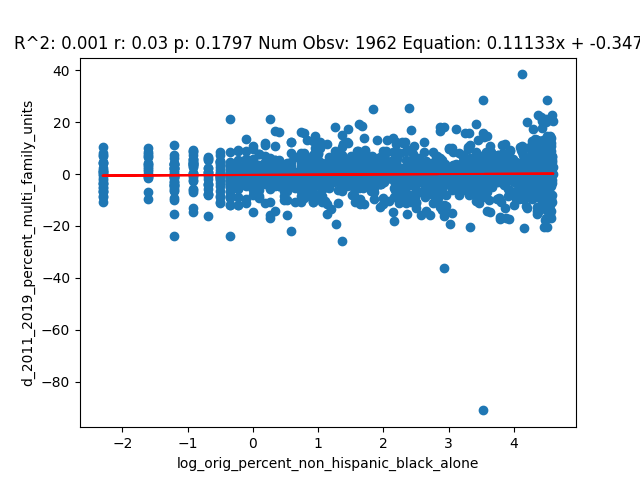 R^2: 0.001 r: 0.03 p: 0.1797 Num Obsv: 1962 Equation: 0.11133x + -0.347
40
20
0
−20
−40
−60
−80
d_2011_2019_percent_multi_family_units
−2 −1 0 1 2 3 4
log_orig_percent_non_hispanic_black_alone